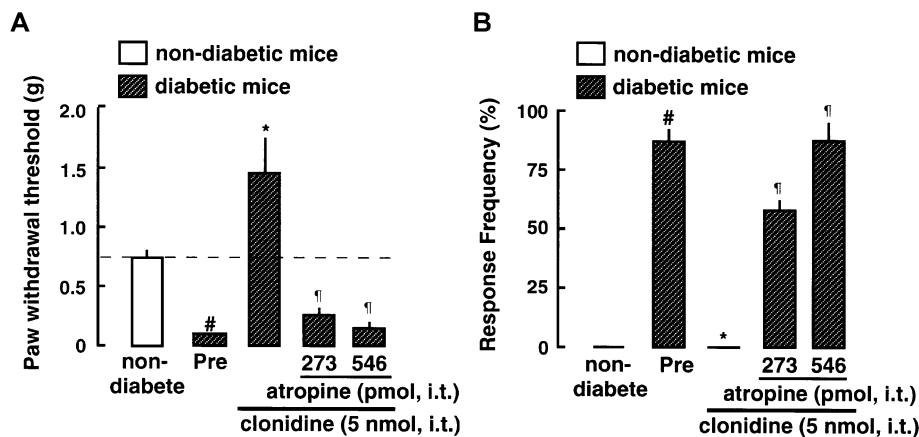 A
non-diabetic mice
diabetic mice
Paw withdrawal threshold (g)
2.0
1.5
1.0
0.5
0
*
#
¶
¶
non-
diabete
Pre
273
546
atropine (pmol, i.t.)
clonidine (5 nmol, i.t.)
B
non-diabetic mice
diabetic mice
Response Frequency (%)
100
75
50
25
0
#
*
¶
¶
non-
diabete
Pre
273
546
atropine (pmol, i.t.)
clonidine (5 nmol, i.t.)